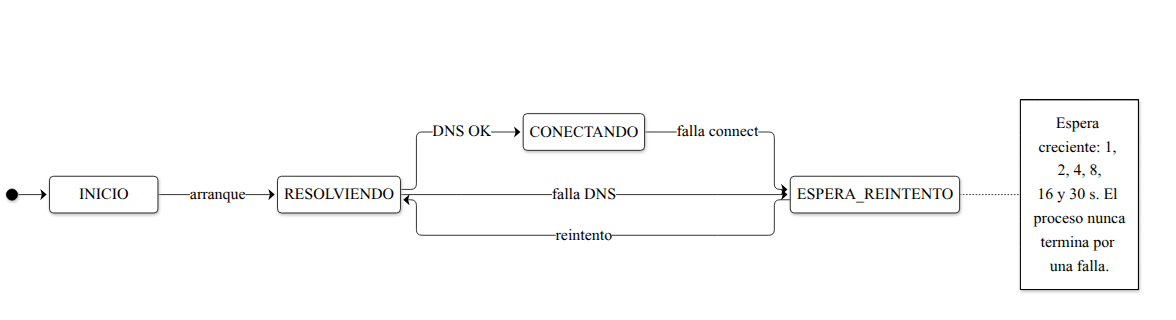 INICIO
arranque
RESOLVIENDO
DNS OK
CONECTANDO
falla connect
falla DNS
reintento
ESPERA_REINTENTO
Espera
creciente: 1,
2, 4, 8,
16 y 30 s. El
proceso nunca
termina por
una falla.